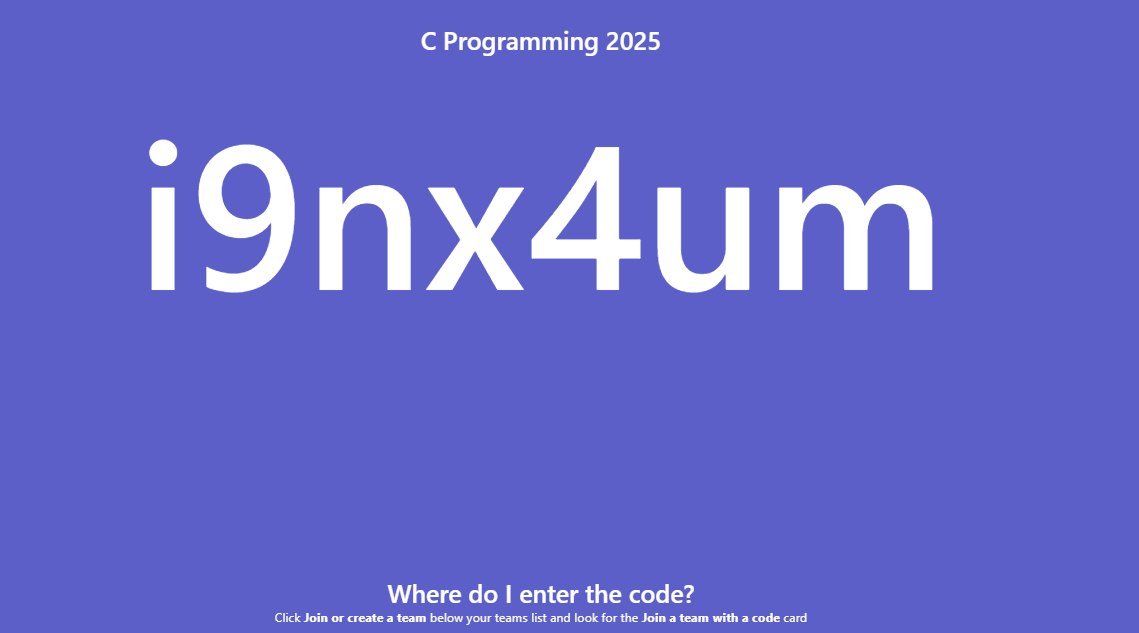 C Programming 2025
i9nx4um
Where do I enter the code?
Click Join or create a team below your teams list and look for the Join a team with a code card